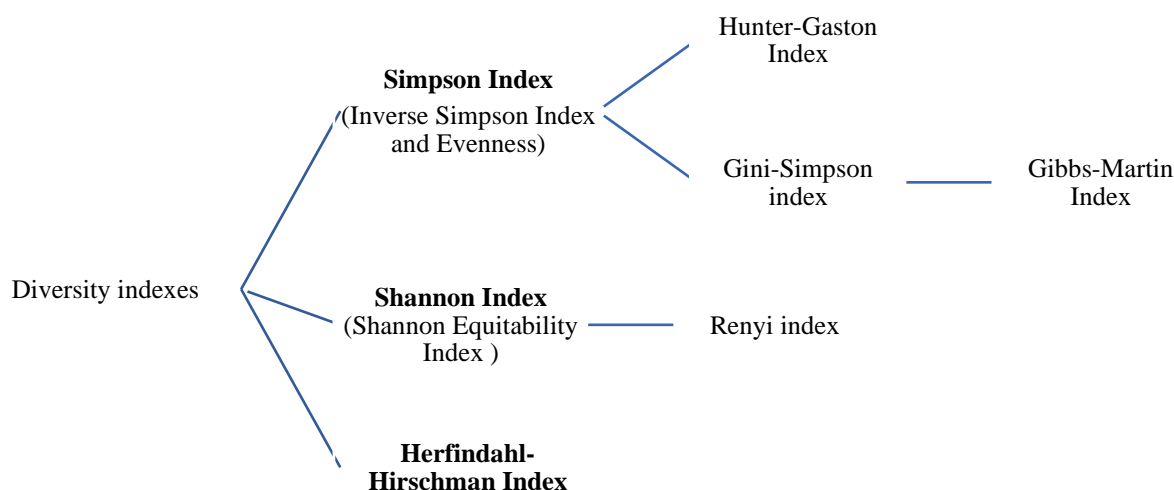 Hunter-Gaston
Index
Simpson Index
(Inverse Simpson Index
and Evenness)
Gini-Simpson
index
Gibbs-Martin
Index
Diversity indexes
Shannon Index
(Shannon Equitability
Index )
Renyi index
Herfindahl-
Hirschman Index